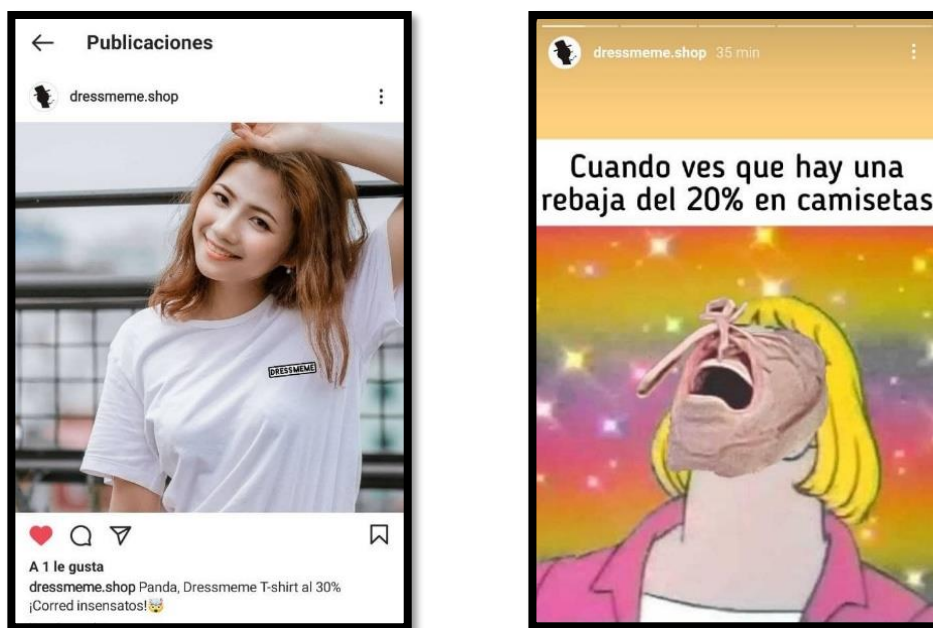 Publicaciones
dressmeme.shop
DRESSMEME
A 1 le gusta
dressmeme.shop Panda, Dressmeme T-shirt al 30%
¡Corred insensatos!🤯
dressmeme.shop 35 min
Cuando ves que hay una
rebaja del 20% en camisetas